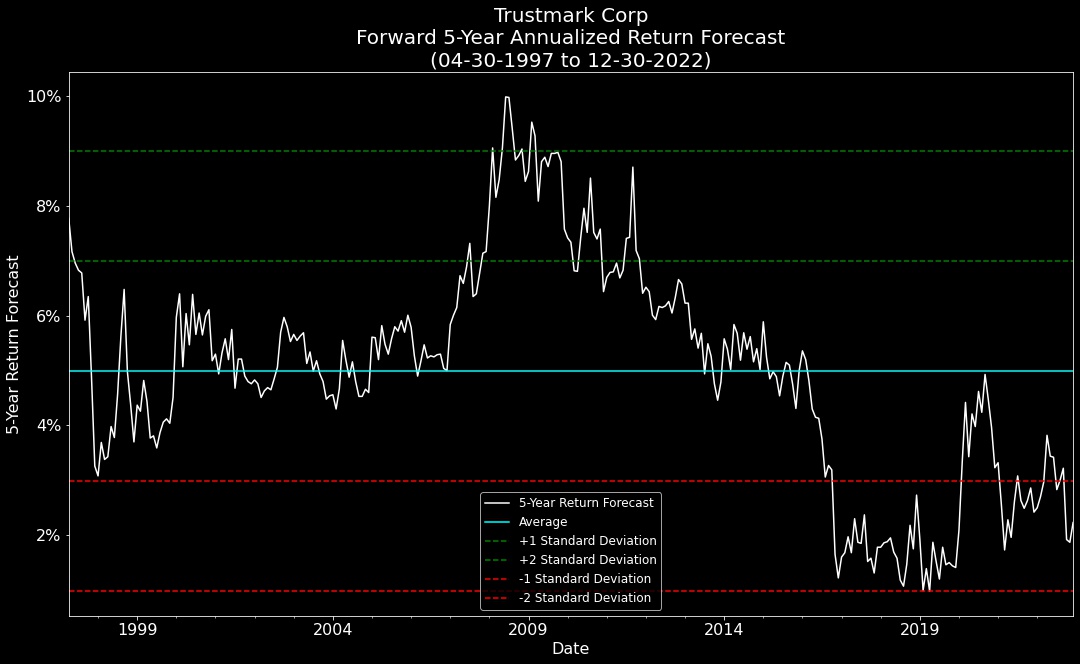 Trustmark Corp
Forward 5-Year Annualized Return Forecast
(04-30-1997 to 12-30-2022)
5-Year Return Forecast
10%
8%
6%
4%
2%
5-Year Return Forecast
Average
+1 Standard Deviation
+2 Standard Deviation
-1 Standard Deviation
-2 Standard Deviation
1999
2004
2009
2014
2019
Date